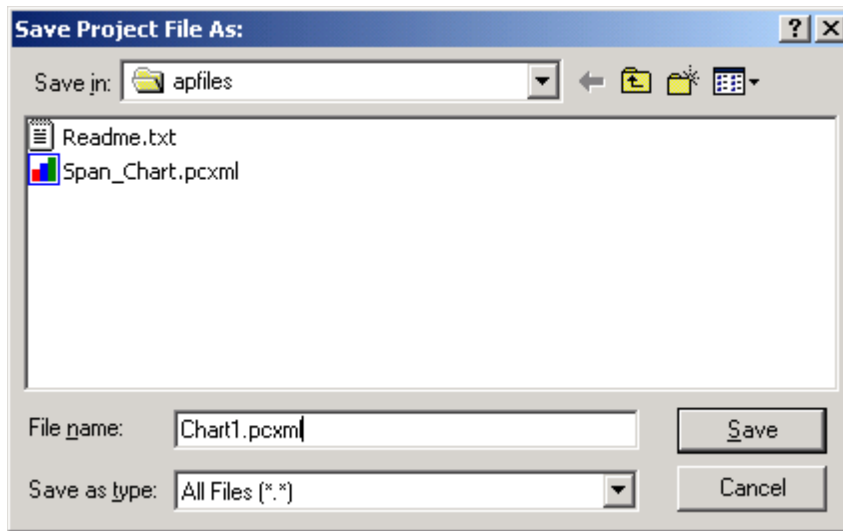 Save Project File As:
Save in: apfiles
Readme.txt
Span_Chart.pcxml
File name: Chart1.pcxml Save
Save as type: All Files (*.*) Cancel